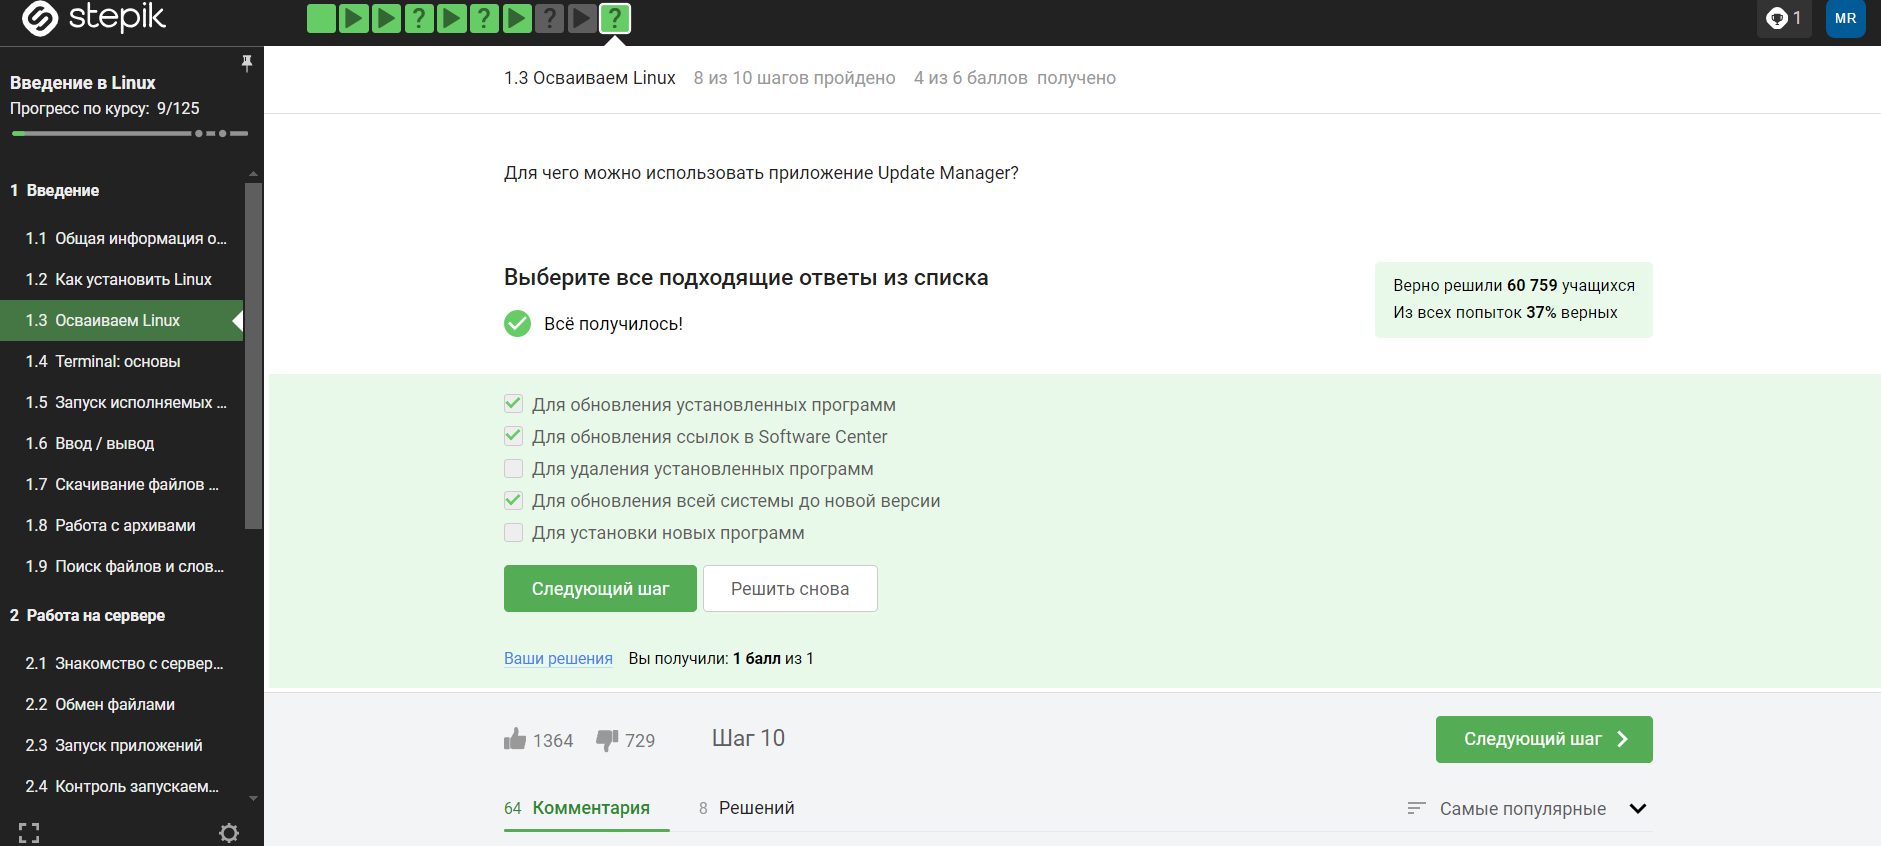 stepik
1
MR
Введение в Linux
Прогресс по курсу: 9/125
1 Введение
1.1 Общая информация о...
1.2 Как установить Linux
1.3 Осваиваем Linux
1.4 Terminal: основы
1.5 Запуск исполняемых ...
1.6 Ввод / вывод
1.7 Скачивание файлов ...
1.8 Работа с архивами
1.9 Поиск файлов и слов...
2 Работа на сервере
2.1 Знакомство с сервер...
2.2 Обмен файлами
2.3 Запуск приложений
2.4 Контроль запускаем...
1.3 Осваиваем Linux 8 из 10 шагов пройдено 4 из 6 баллов получено
Для чего можно использовать приложение Update Manager?
Выберите все подходящие ответы из списка
Всё получилось!
Верно решили 60 759 учащихся
Из всех попыток 37% верных
Для обновления установленных программ
Для обновления ссылок в Software Center
Для удаления установленных программ
Для обновления всей системы до новой версии
Для установки новых программ
Следующий шаг Решить снова
Ваши решения Вы получили: 1 балл из 1
1364 729 Шаг 10 Следующий шаг
64 Комментария 8 Решений Самые популярные